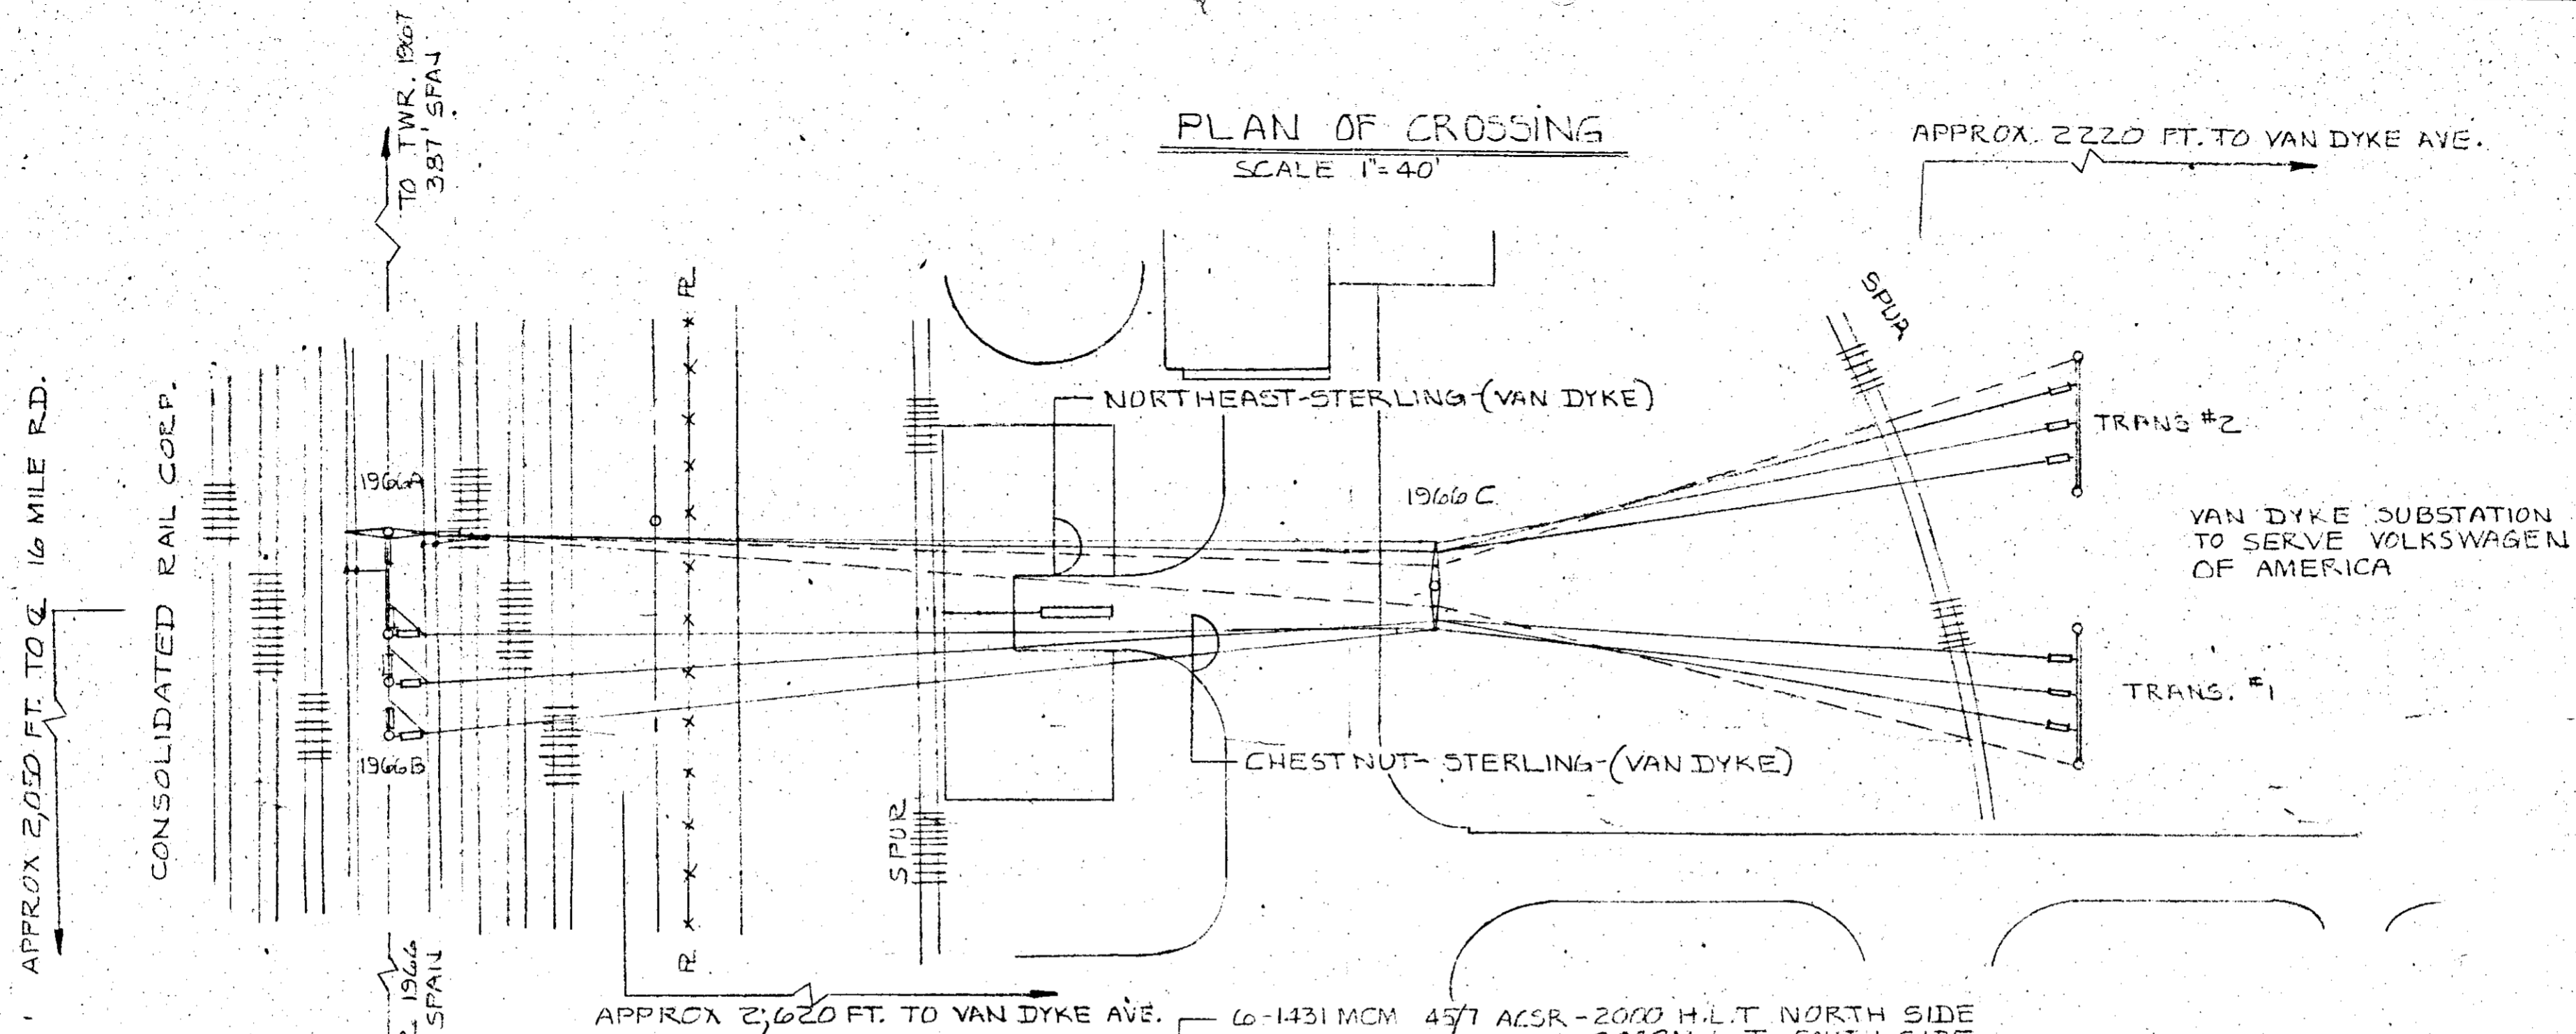 TO TWR. 1967
387' SPAN
PLAN OF CROSSING
SCALE 1"=40'
APPROX. 2220 FT. TO VAN DYKE AVE.
APPROX 2,050 FT. TO ℄ 16 MILE RD.
CONSOLIDATED RAIL CORP.
PL
SPUR
NORTHEAST-STERLING-(VAN DYKE)
TRANS #2
1966A
1966C
VAN DYKE SUBSTATION
TO SERVE VOLKSWAGEN
OF AMERICA
TRANS. #1
1966B
CHESTNUT-STERLING-(VAN DYKE)
SPUR
PL
1966
SPAN
APPROX 2,620 FT. TO VAN DYKE AVE.
6-1431 MCM 45/7 ACSR-2000 H.L.T NORTH SIDE